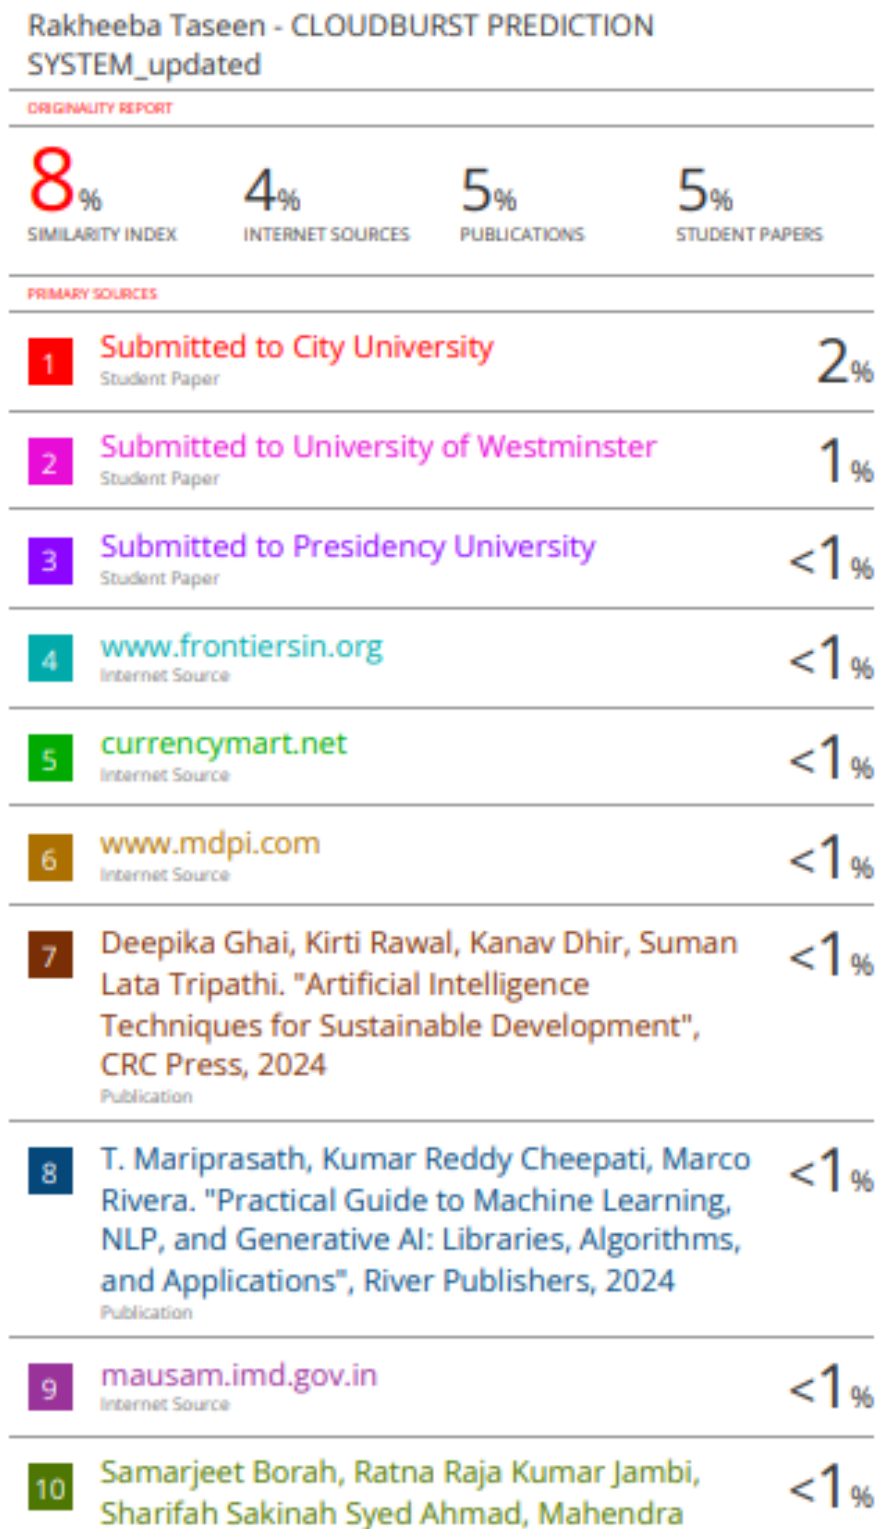 Rakheeba Taseen - CLOUDBURST PREDICTION
SYSTEM_updated
ORIGINALITY REPORT
8% 4% 5% 5%
SIMILARITY INDEX INTERNET SOURCES PUBLICATIONS STUDENT PAPERS
PRIMARY SOURCES
1 Submitted to City University 2%
Student Paper
2 Submitted to University of Westminster 1%
Student Paper
3 Submitted to Presidency University <1%
Student Paper
4 www.frontiersin.org <1%
Internet Source
5 currencymart.net <1%
Internet Source
6 www.mdpi.com <1%
Internet Source
7 Deepika Ghai, Kirti Rawal, Kanav Dhir, Suman <1%
Lata Tripathi. "Artificial Intelligence
Techniques for Sustainable Development",
CRC Press, 2024
Publication
8 T. Mariprasath, Kumar Reddy Cheepati, Marco <1%
Rivera. "Practical Guide to Machine Learning,
NLP, and Generative AI: Libraries, Algorithms,
and Applications", River Publishers, 2024
Publication
9 mausam.imd.gov.in <1%
Internet Source
10 Samarjeet Borah, Ratna Raja Kumar Jambi, <1%
Sharifah Sakinah Syed Ahmad, Mahendra